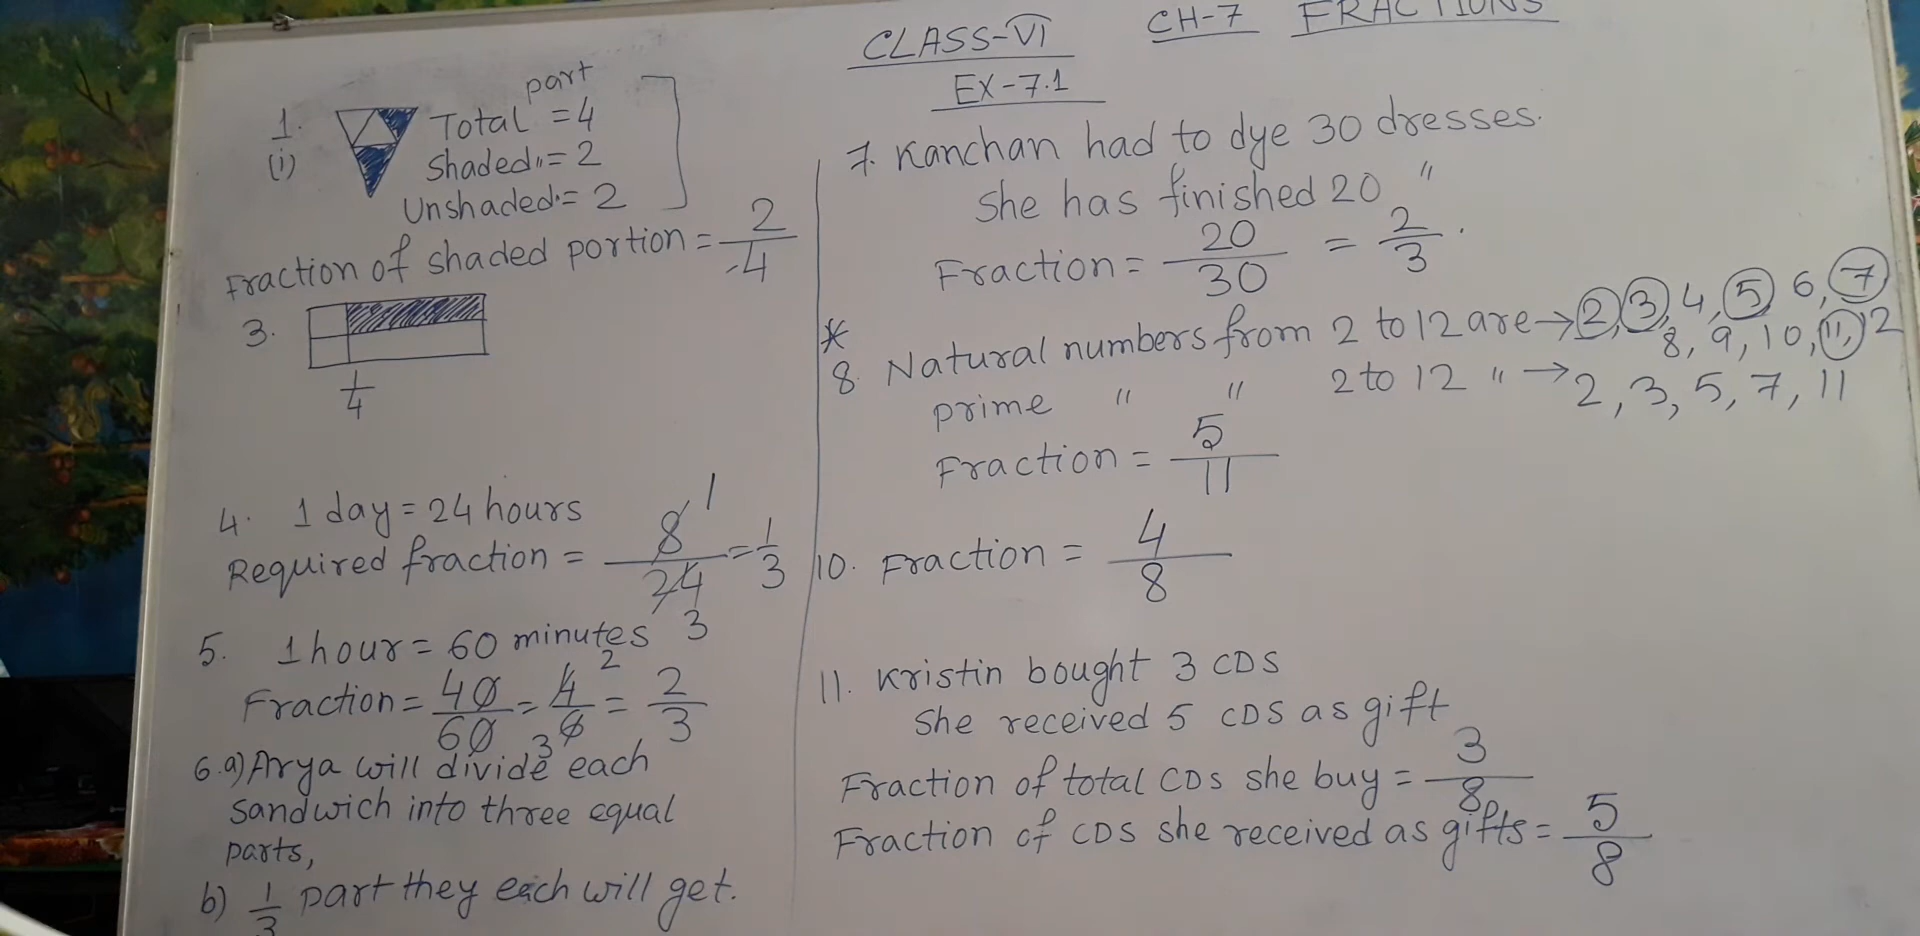 CLASS-VI CH-7 FRACTIONS
EX-7.1
1. part
Total = 4
(i) Shaded " = 2
Unshaded " = 2
Fraction of shaded portion = 2/4
3.
1/4
4. 1 day = 24 hours
Required fraction = 8/24 = 1/3
1
3
5. 1 hour = 60 minutes
Fraction = 40/60 = 4/6 = 2/3
2
3
6.a) Arya will divide each
sandwich into three equal
parts,
b) 1/3 part they each will get.
7. Kanchan had to dye 30 dresses.
She has finished 20 "
Fraction = 20/30 = 2/3.
*
8. Natural numbers from 2 to 12 are → 2, 3, 4, 5, 6, 7,
8, 9, 10, 11, 12
prime " " 2 to 12 " → 2, 3, 5, 7, 11
Fraction = 5/11
10. Fraction = 4/8
11. Kristin bought 3 CDS
She received 5 CDS as gift
Fraction of total CDs she buy = 3/8
Fraction of CDS she received as gifts = 5/8